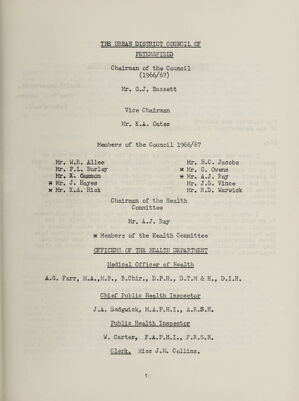 THE URBAN DISTRICT COUNCIL OF
PETERSFIELD
Chairman of the Council
(1966/67)
Mr. G.J. Bassett
Vice Chairman
Mr. K.A. Oates
Members of the Council 1966/67
Mr. W.R. Allee Mr. H.C. Jacobs
Mr. P.L. Burley * Mr. G. Owens
Mr. K. Gammon * Mr. A.J. Ray
* Mr. J. Hayes Mr. J.G. Vince
* Mr. K.A. Hick Mr. R.D. Warwick
Chairman of the Health
Committee
Mr. A.J. Ray
* Members of the Health Committee
OFFICERS OF THE HEALTH DEPARTMENT
Medical Officer of Health
A.G. Farr, M.A., M.B., B.Chir., D.P.H., D.T.M & H., D.I.H.
Chief Public Health Inspector
J.A. Sedgwick, M.A.P.H.I., A.R.S.H.
Public Health Inspector
W. Carter, F.A.P.H.I., F.R.S.H.
Clerk. Miss J.H. Collins.
1